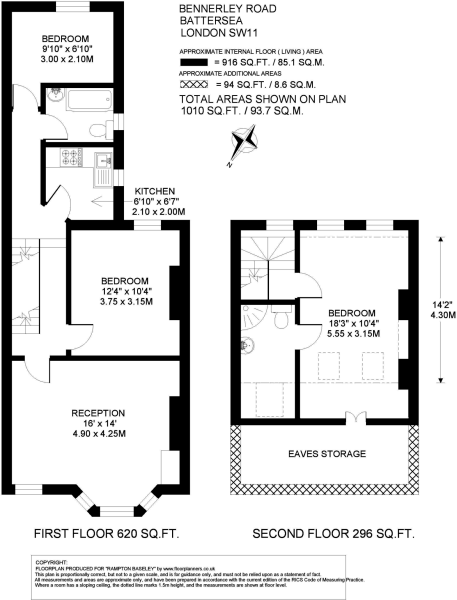 BENNERLEY ROAD
BATTERSEA
LONDON SW11
APPROXIMATE INTERNAL FLOOR ( LIVING ) AREA
= 916 SQ.FT. / 85.1 SQ.M.
APPROXIMATE ADDITIONAL AREAS
= 94 SQ.FT. / 8.6 SQ.M.
TOTAL AREAS SHOWN ON PLAN
1010 SQ.FT. / 93.7 SQ.M.
N
BEDROOM
9'10" x 6'10"
3.00 x 2.10M
KITCHEN
6'10" x 6'7"
2.10 x 2.00M
BEDROOM
12'4" x 10'4"
3.75 x 3.15M
RECEPTION
16' x 14'
4.90 x 4.25M
BEDROOM
18'3" x 10'4"
5.55 x 3.15M
14'2"
4.30M
EAVES STORAGE
FIRST FLOOR 620 SQ.FT.
SECOND FLOOR 296 SQ.FT.
COPYRIGHT:
FLOORPLAN PRODUCED FOR "RAMPTON BASELEY" by www.floorplanners.co.uk
This plan is proportionally correct, but not to a given scale, and is for guidance only, and must not be relied upon as a statement of fact.
All measurements and areas are approximate only, and have been prepared in accordance with the current edition of the RICS Code of Measuring Practice.
Where a room has a sloping ceiling, the dotted line marks 1.5m height, and the measurements are shown at floor level.